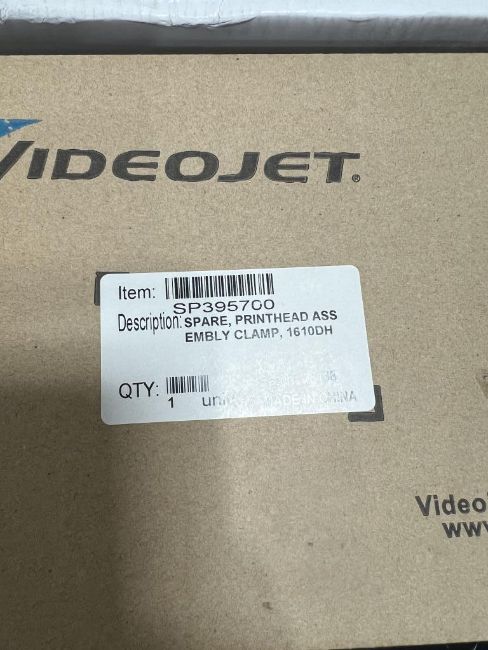 VIDEOJET®
Item:
SP395700
Description: SPARE, PRINTHEAD ASS
EMBLY CLAMP, 1610DH
QTY:
1
MADE IN CHINA
Video
www.